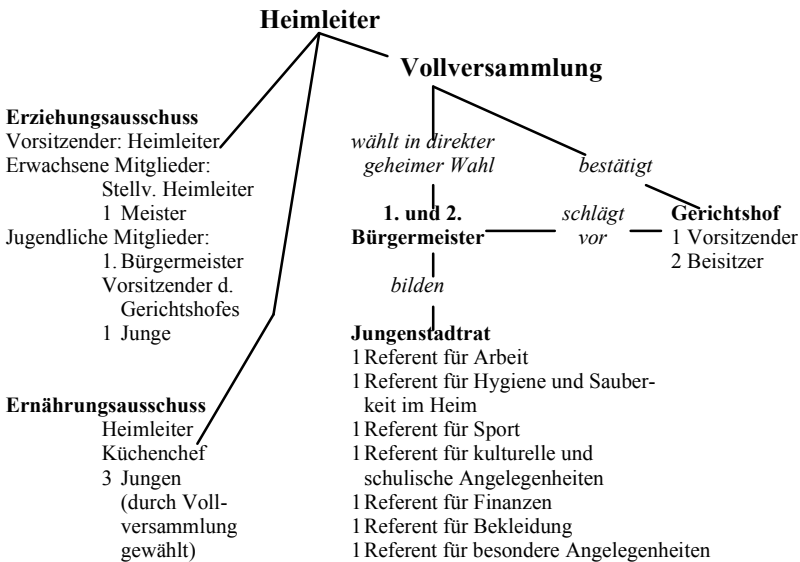 Heimleiter
Vollversammlung
Erziehungsausschuss
Vorsitzender: Heimleiter
Erwachsene Mitglieder:
Stellv. Heimleiter
1 Meister
Jugendliche Mitglieder:
1. Bürgermeister
Vorsitzender d.
Gerichtshofes
1 Junge
Ernährungsausschuss
Heimleiter
Küchenchef
3 Jungen
(durch Voll-
versammlung
gewählt)
wählt in direkter
geheimer Wahl
bestätigt
1. und 2.
Bürgermeister
schlägt
vor
Gerichtshof
1 Vorsitzender
2 Beisitzer
bilden
Jungenstadtrat
1 Referent für Arbeit
1 Referent für Hygiene und Sauber-
keit im Heim
1 Referent für Sport
1 Referent für kulturelle und
schulische Angelegenheiten
1 Referent für Finanzen
1 Referent für Bekleidung
1 Referent für besondere Angelegenheiten